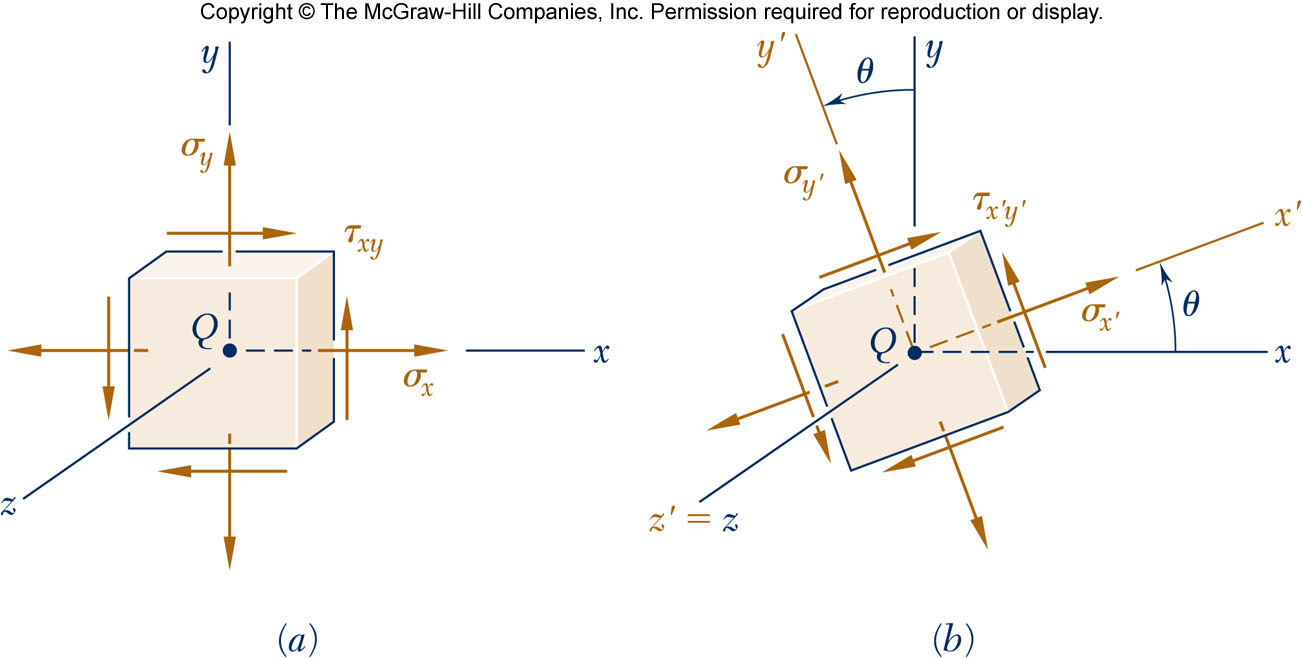 Copyright © The McGraw-Hill Companies, Inc. Permission required for reproduction or display.
y
σy
τxy
Q
x
σx
z
(a)
y′
θ
y
σy′
τx′y′
x′
Q
σx′
θ
x
z′ = z
(b)